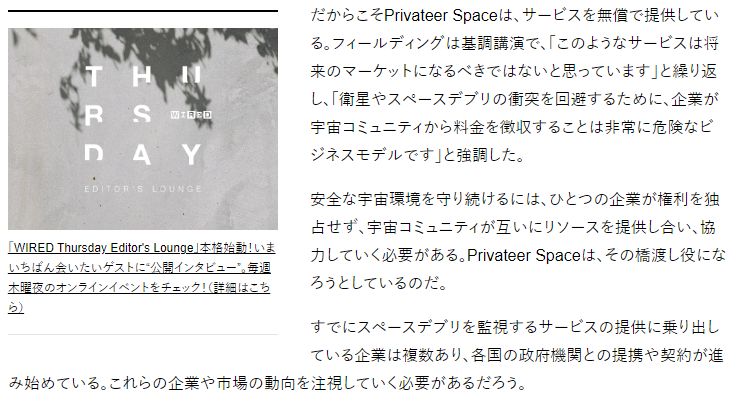 THURSDAY
WIRED
EDITOR'S LOUNGE
「WIRED Thursday Editor's Lounge」本格始動!いま
いちばん会いたいゲストに“公開インタビュー”。毎週
木曜夜のオンラインイベントをチェック!(詳細はこち
ら)
だからこそPrivateer Spaceは、サービスを無償で提供してい
る。フィールディングは基調講演で、「このようなサービスは将
来のマーケットになるべきではないと思っています」と繰り返
し、「衛星やスペースデブリの衝突を回避するために、企業が
宇宙コミュニティから料金を徴収することは非常に危険なビ
ジネスモデルです」と強調した。
安全な宇宙環境を守り続けるには、ひとつの企業が権利を独
占せず、宇宙コミュニティが互いにリソースを提供し合い、協
力していく必要がある。Privateer Spaceは、その橋渡し役にな
ろうとしているのだ。
すでにスペースデブリを監視するサービスの提供に乗り出し
ている企業は複数あり、各国の政府機関との提携や契約が進
み始めている。これらの企業や市場の動向を注視していく必要があるだろう。